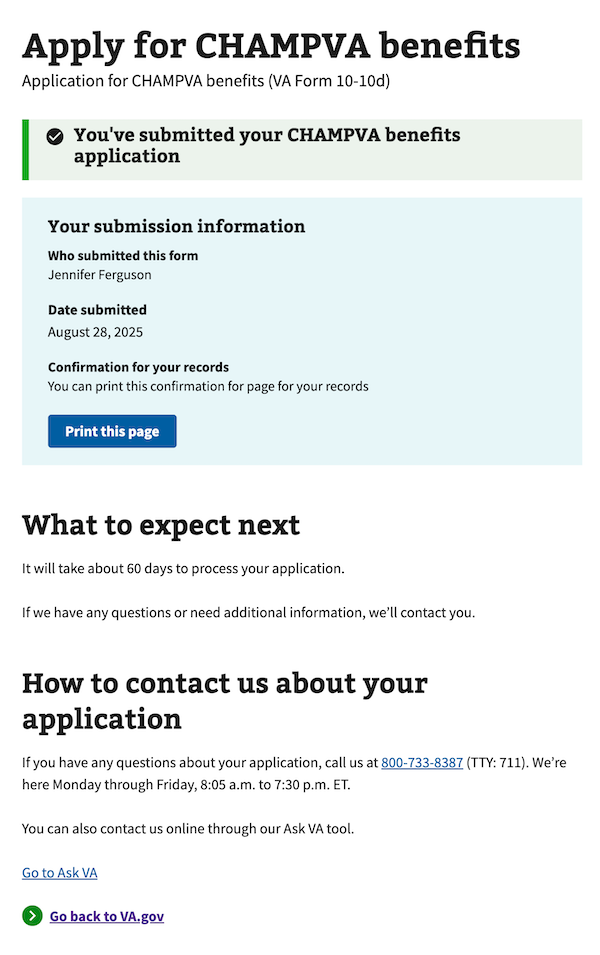 Apply for CHAMPVA benefits
Application for CHAMPVA benefits (VA Form 10-10d)
You've submitted your CHAMPVA benefits
application
Your submission information
Who submitted this form
Jennifer Ferguson
Date submitted
August 28, 2025
Confirmation for your records
You can print this confirmation for page for your records
Print this page
What to expect next
It will take about 60 days to process your application.
If we have any questions or need additional information, we’ll contact you.
How to contact us about your
application
If you have any questions about your application, call us at 800-733-8387 (TTY: 711). We’re
here Monday through Friday, 8:05 a.m. to 7:30 p.m. ET.
You can also contact us online through our Ask VA tool.
Go to Ask VA
Go back to VA.gov